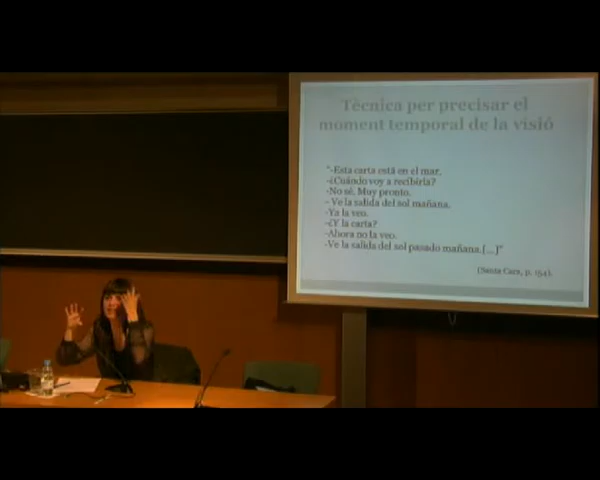 Tècnica per precisar el
moment temporal de la visió
"-Esta carta está en el mar.
-¿Cuándo voy a recibirla?
-No sé. Muy pronto.
- Ve la salida del sol mañana.
-Ya la veo.
-¿Y la carta?
-Ahora no la veo.
-Ve la salida del sol pasado mañana.[...]"
(Santa Cara, p. 154).